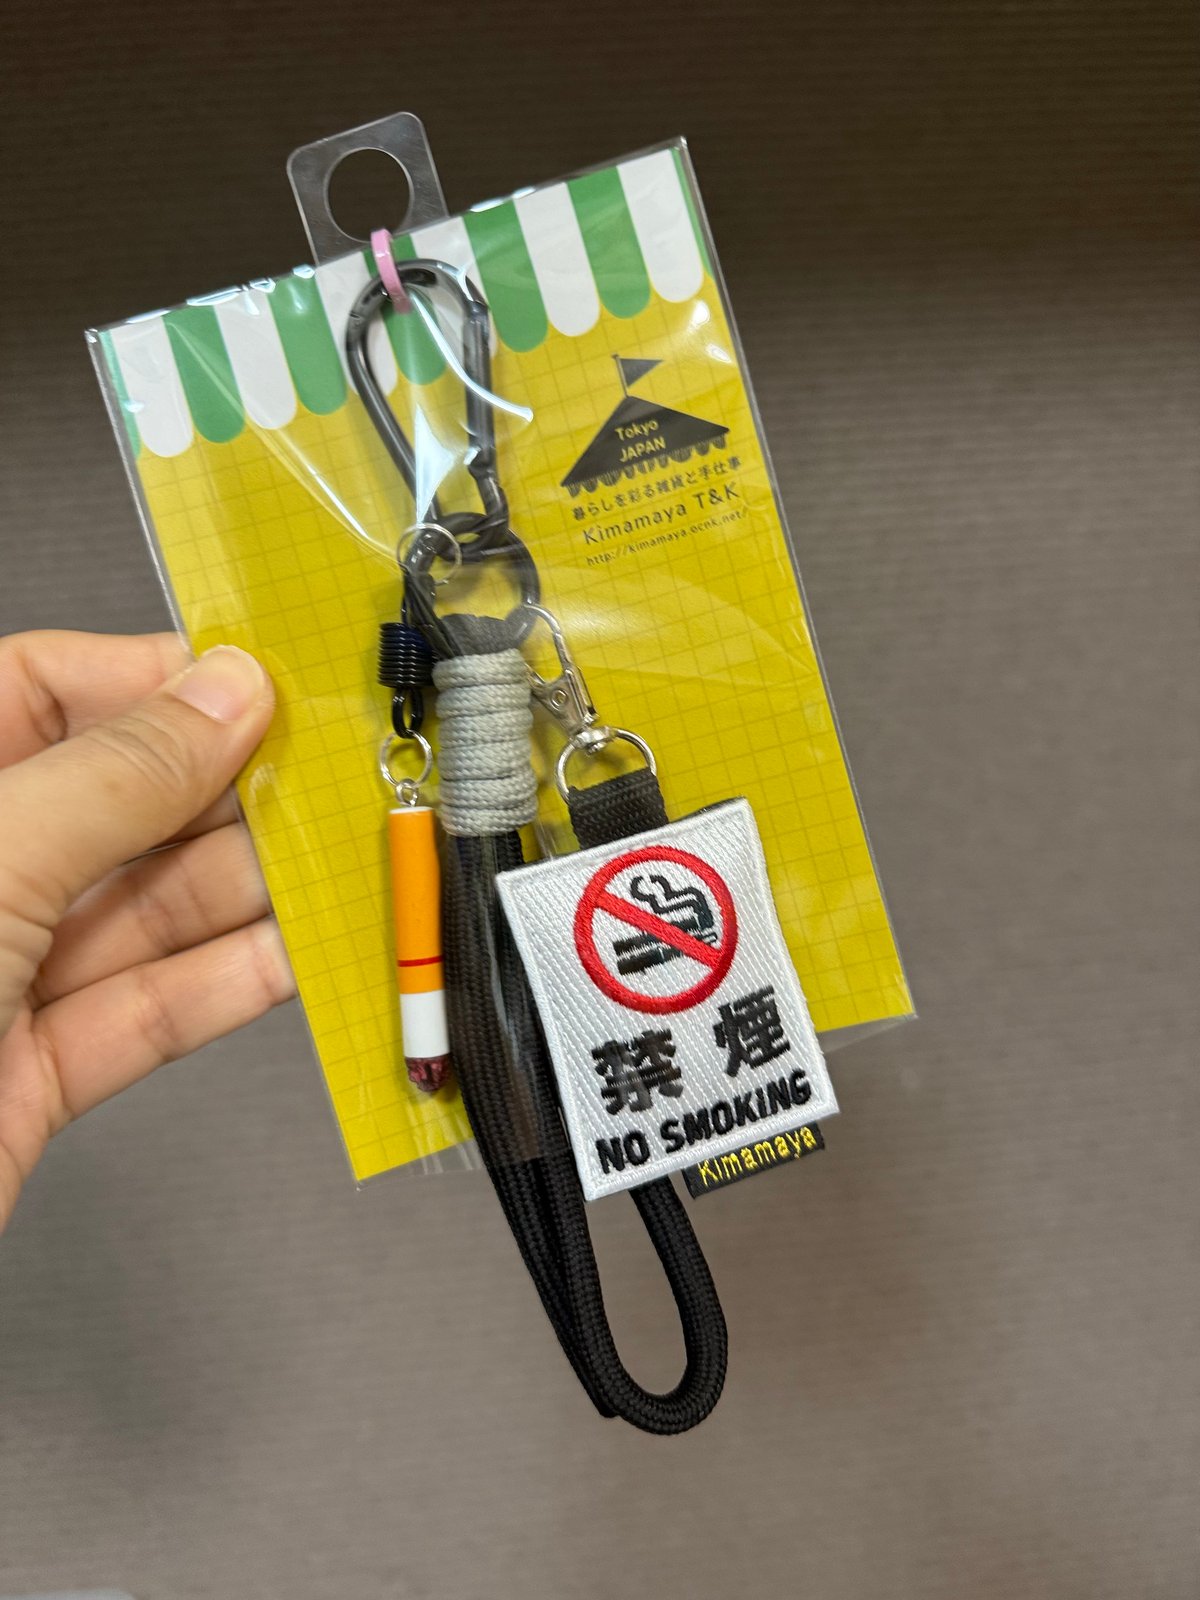 Tokyo
JAPAN
暮らしを彩る雑貨と手仕事
Kimamaya T&K
http://kimamaya.ocnk.net/
禁煙
NO SMOKiNG
Kimamaya